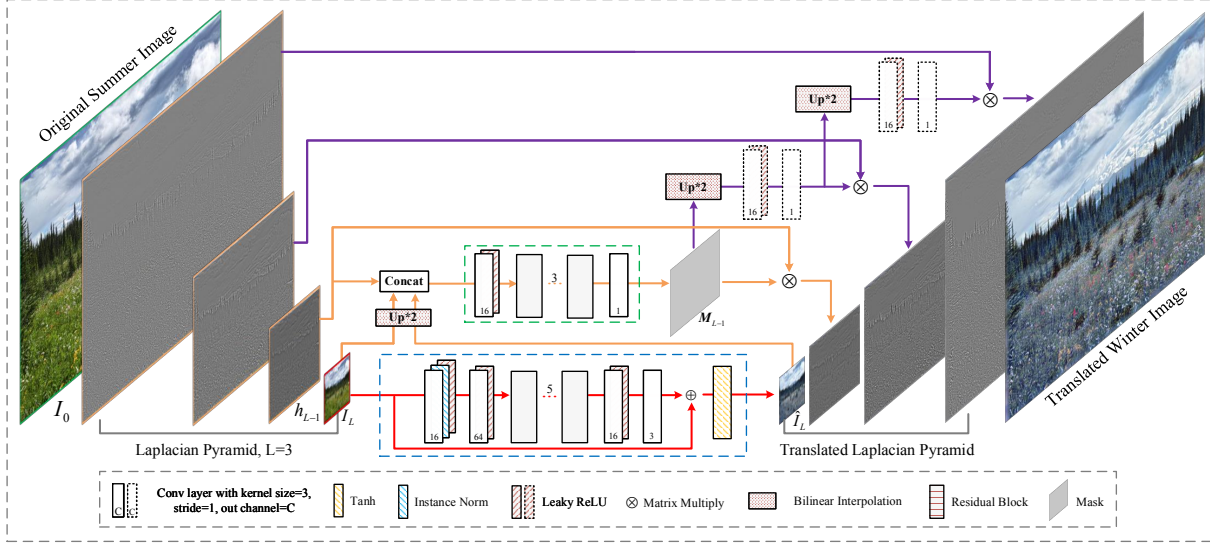 Original Summer Image
I_0
h_{L-1}
I_L
Laplacian Pyramid, L=3
Concat
Up*2
16
3
1
M_{L-1}
Up*2
16
1
Up*2
16
1
16
64
5
16
3
Î_L
Translated Laplacian Pyramid
Translated Winter Image
C
C
Conv layer with kernel size=3,
stride=1, out channel=C
Tanh
Instance Norm
Leaky ReLU
Matrix Multiply
Bilinear Interpolation
Residual Block
Mask